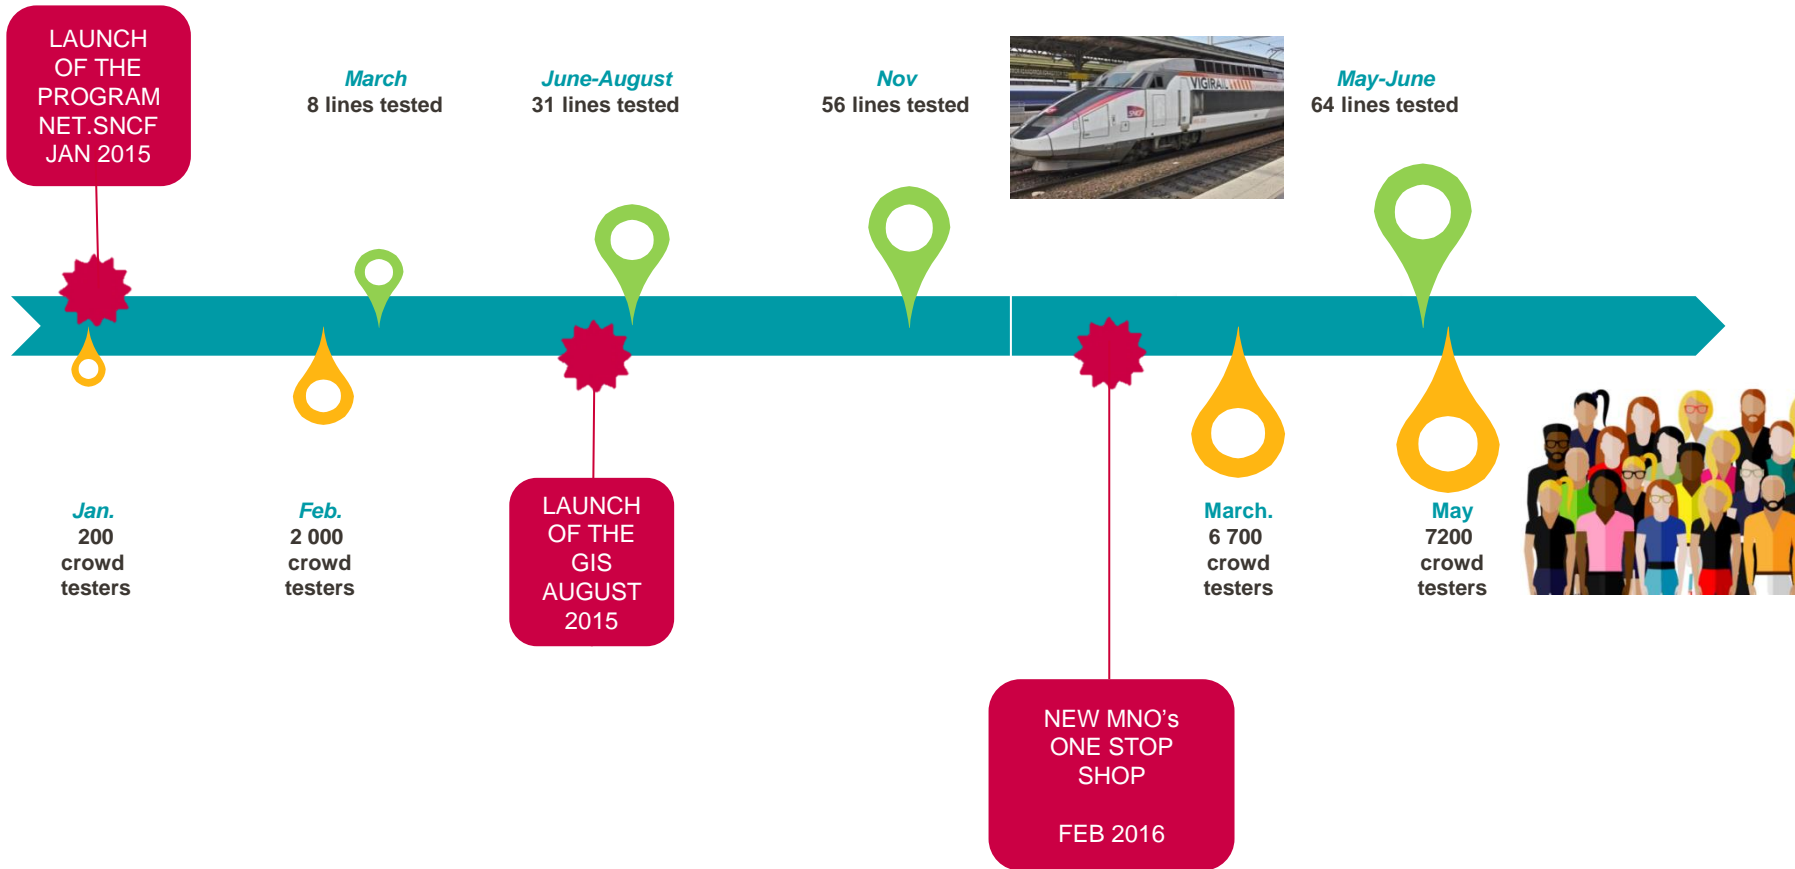 LAUNCH
OF THE
PROGRAM
NET.SNCF
JAN 2015
March
8 lines tested
June-August
31 lines tested
Nov
56 lines tested
VIGIRAIL
SNCF
May-June
64 lines tested
Jan.
200
crowd
testers
Feb.
2 000
crowd
testers
LAUNCH
OF THE
GIS
AUGUST
2015
March.
6 700
crowd
testers
May
7200
crowd
testers
NEW MNO’s
ONE STOP
SHOP
FEB 2016